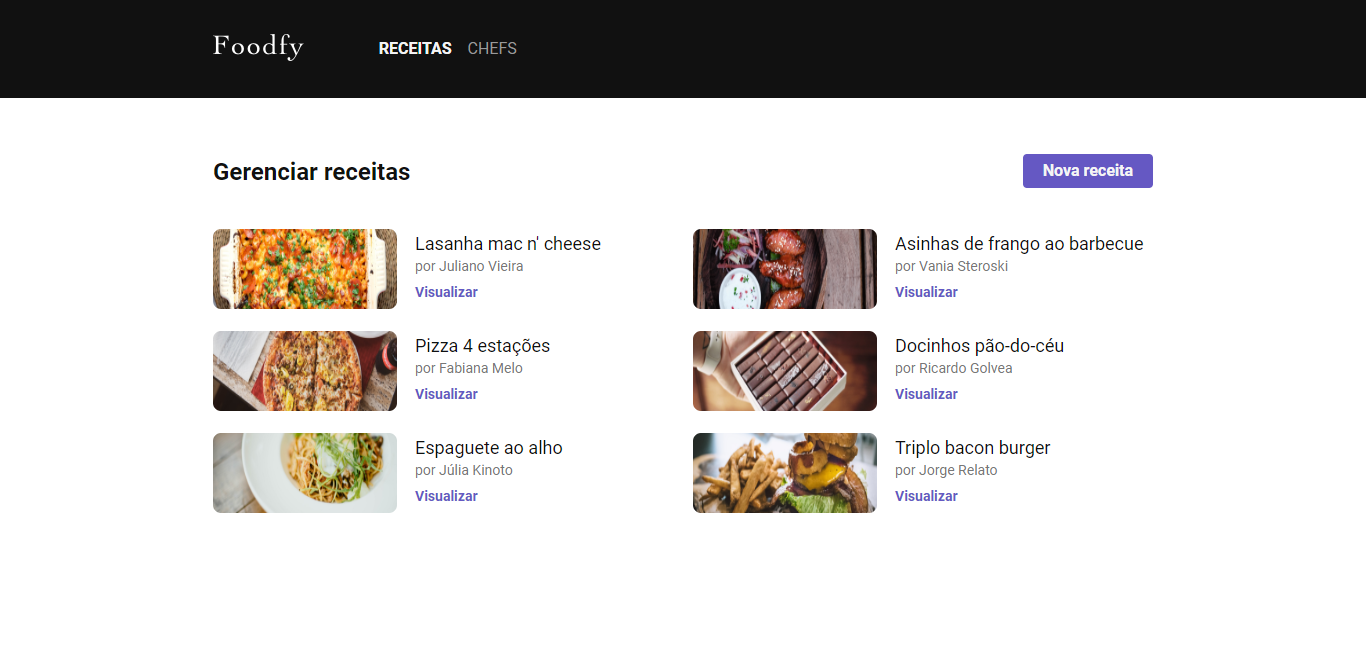 Foodfy
RECEITAS CHEFS
Gerenciar receitas
Nova receita
Lasanha mac n' cheese
por Juliano Vieira
Visualizar
Asinhas de frango ao barbecue
por Vania Steroski
Visualizar
Pizza 4 estações
por Fabiana Melo
Visualizar
Docinhos pão-do-céu
por Ricardo Golvea
Visualizar
Espaguete ao alho
por Júlia Kinoto
Visualizar
Triplo bacon burger
por Jorge Relato
Visualizar